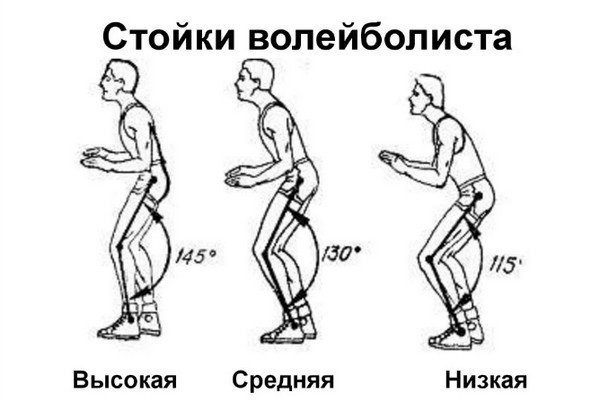 Стойки волейболиста
145° 130° 115°
Высокая Средняя Низкая